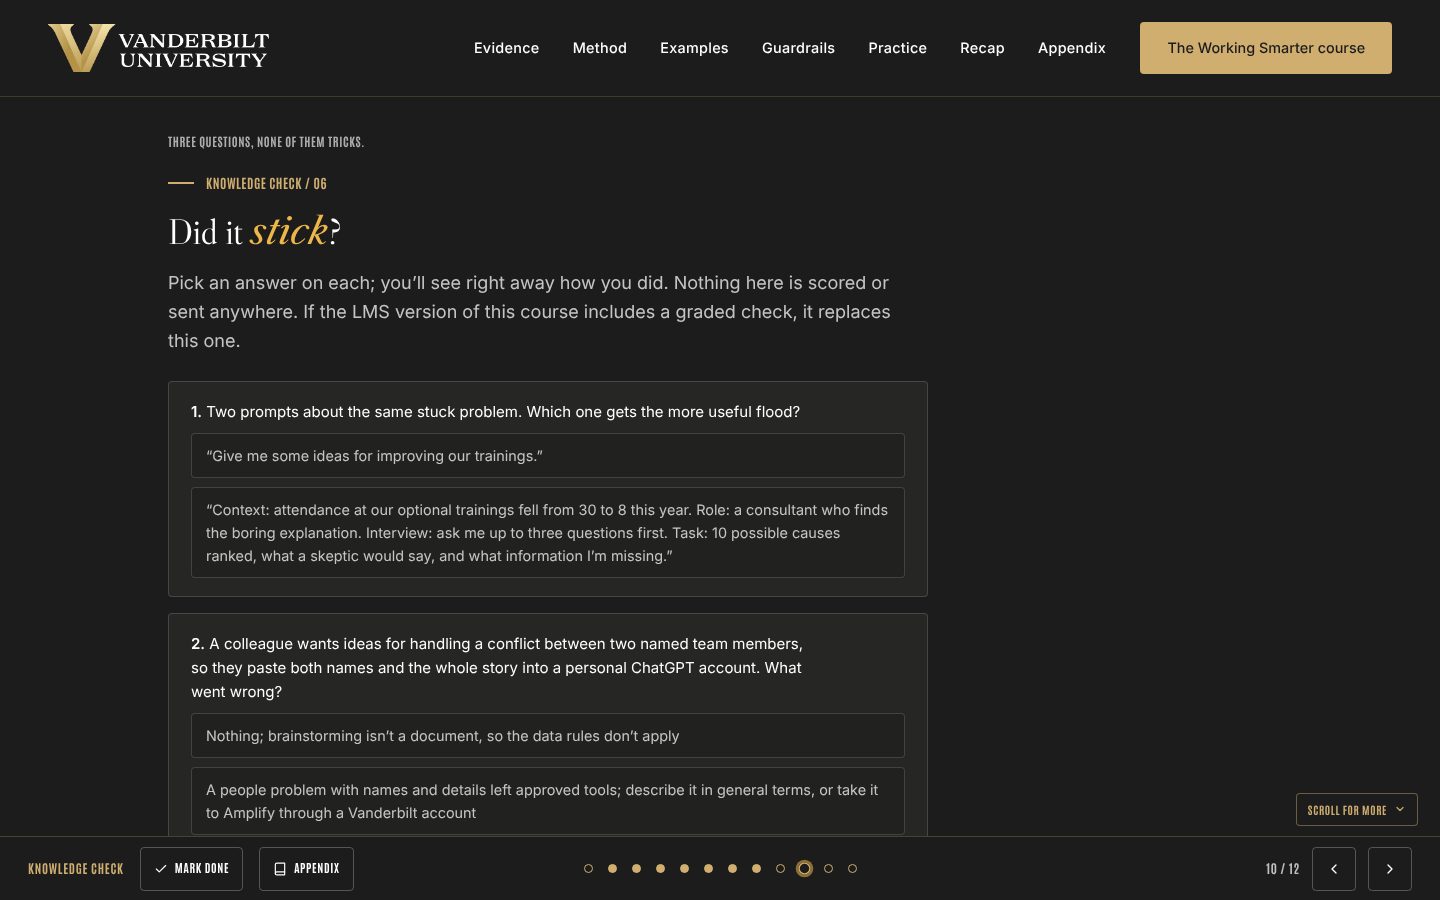 VANDERBILT
UNIVERSITY
Evidence
Method
Examples
Guardrails
Practice
Recap
Appendix
The Working Smarter course
THREE QUESTIONS, NONE OF THEM TRICKS.
KNOWLEDGE CHECK / 06
Did it stick?
Pick an answer on each; you’ll see right away how you did. Nothing here is scored or
sent anywhere. If the LMS version of this course includes a graded check, it replaces
this one.
1. Two prompts about the same stuck problem. Which one gets the more useful flood?
“Give me some ideas for improving our trainings.”
“Context: attendance at our optional trainings fell from 30 to 8 this year. Role: a consultant who finds
the boring explanation. Interview: ask me up to three questions first. Task: 10 possible causes
ranked, what a skeptic would say, and what information I’m missing.”
2. A colleague wants ideas for handling a conflict between two named team members,
so they paste both names and the whole story into a personal ChatGPT account. What
went wrong?
Nothing; brainstorming isn’t a document, so the data rules don’t apply
A people problem with names and details left approved tools; describe it in general terms, or take it
to Amplify through a Vanderbilt account
SCROLL FOR MORE
KNOWLEDGE CHECK
MARK DONE
APPENDIX
10 / 12